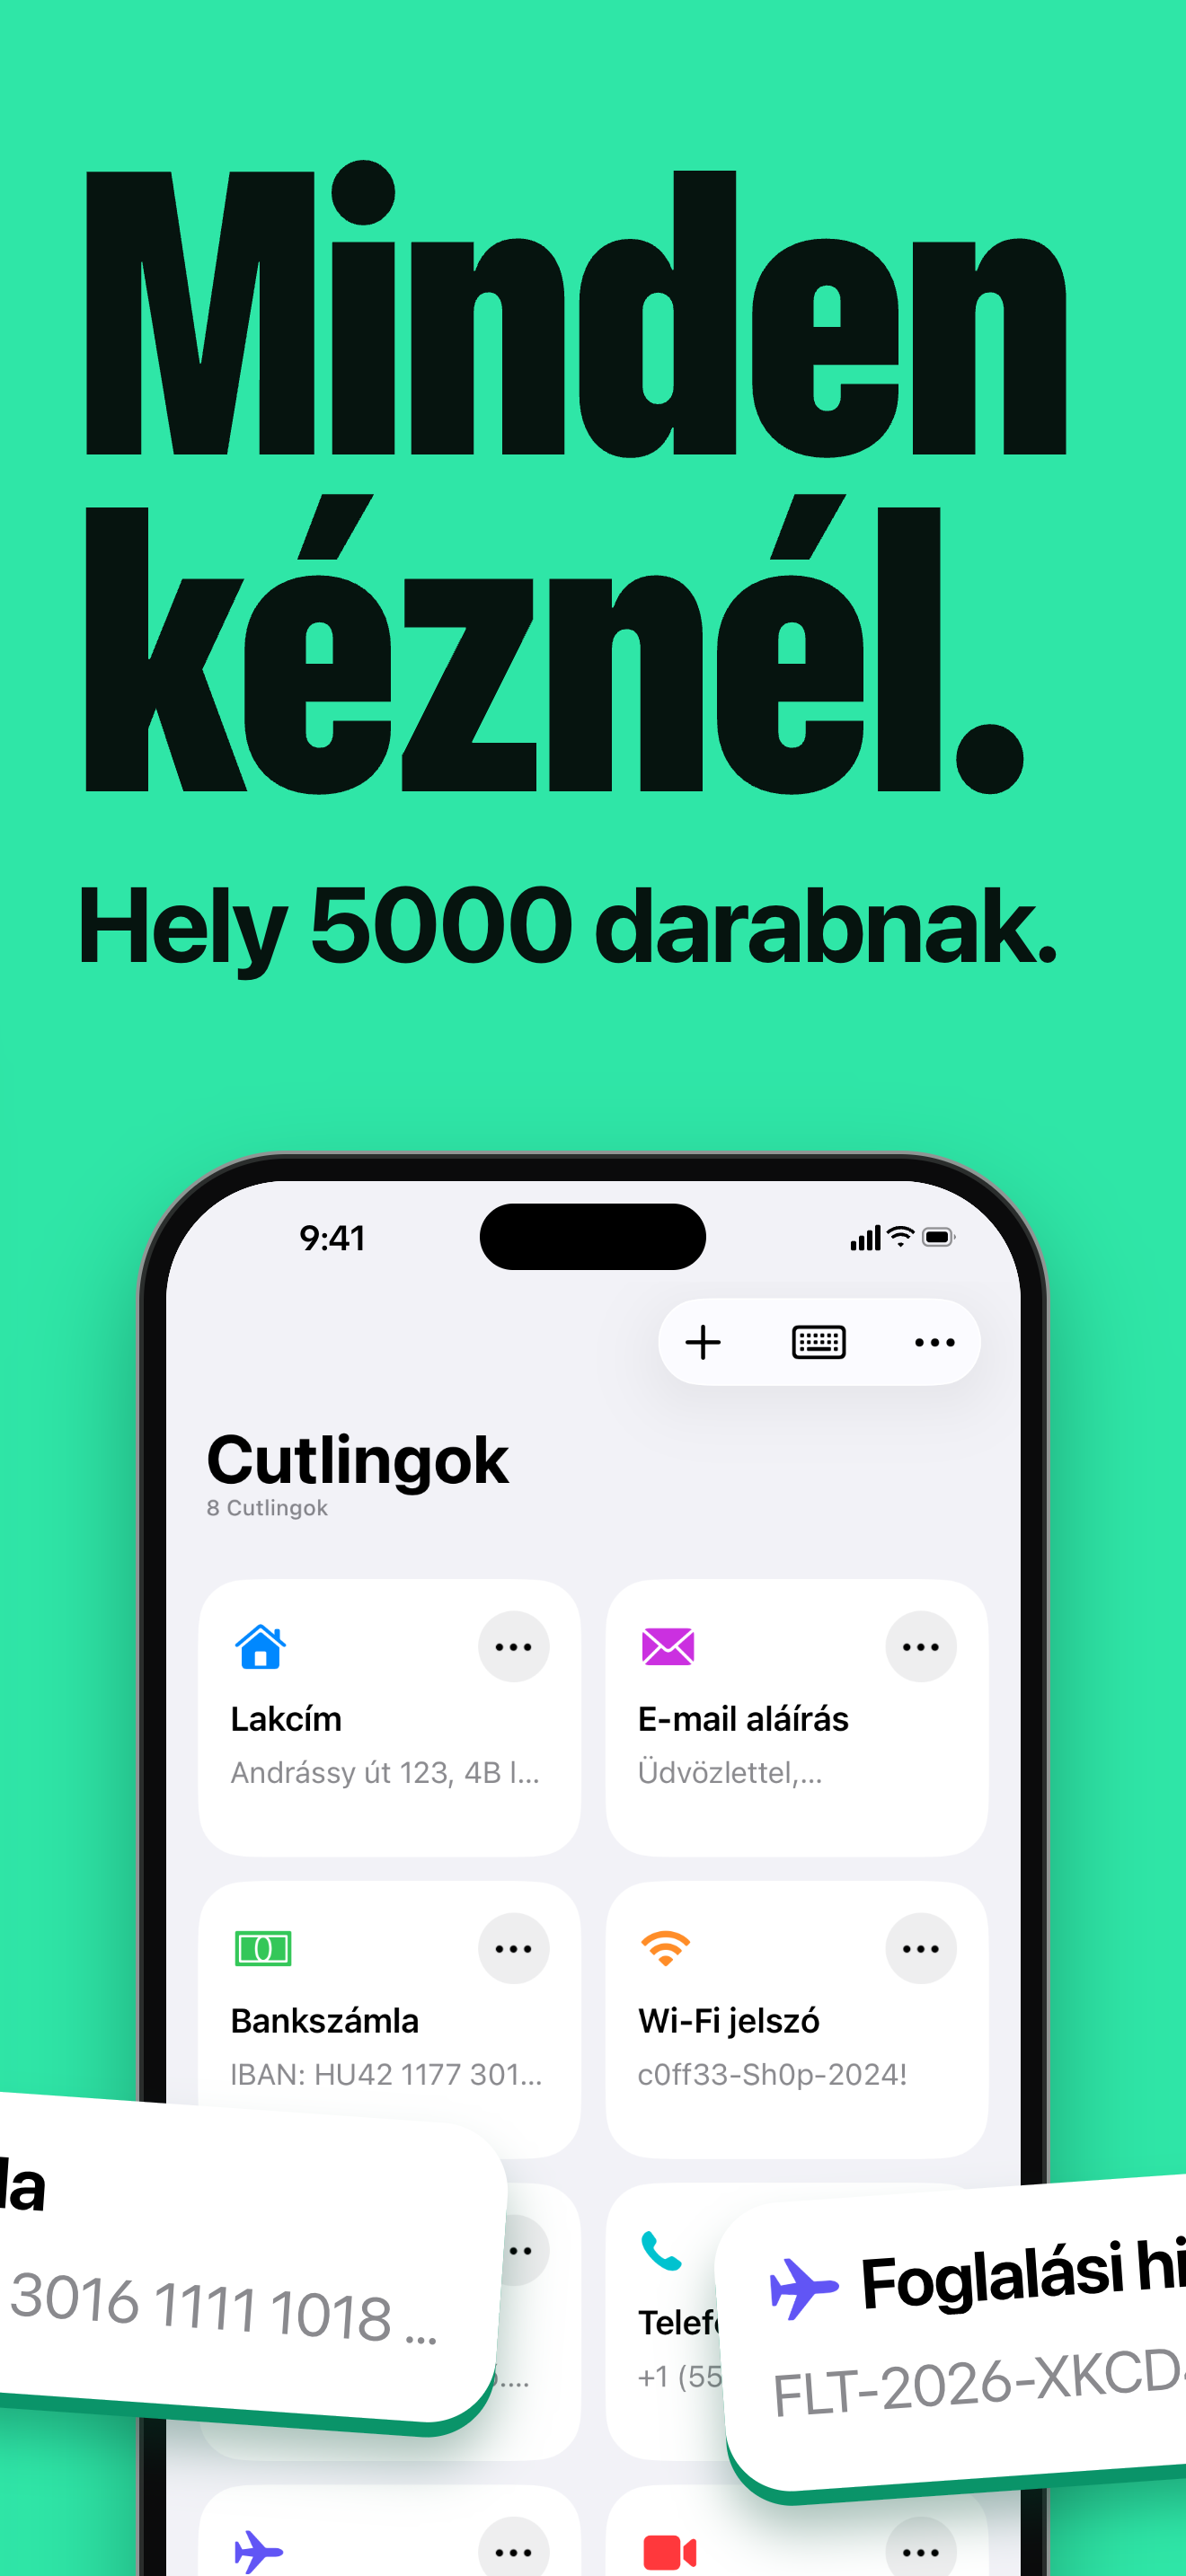 Minden
kéznél.
Hely 5000 darabnak.
9:41
Cutlingok
8 Cutlingok
Lakcím
Andrássy út 123, 4B l...
E-mail aláírás
Üdvözlettel,...
Bankszámla
IBAN: HU42 1177 301...
Wi-Fi jelszó
c0ff33-Sh0p-2024!
la
3016 1111 1018 ...
+1 (55
Foglalási hi
FLT-2026-XKCD